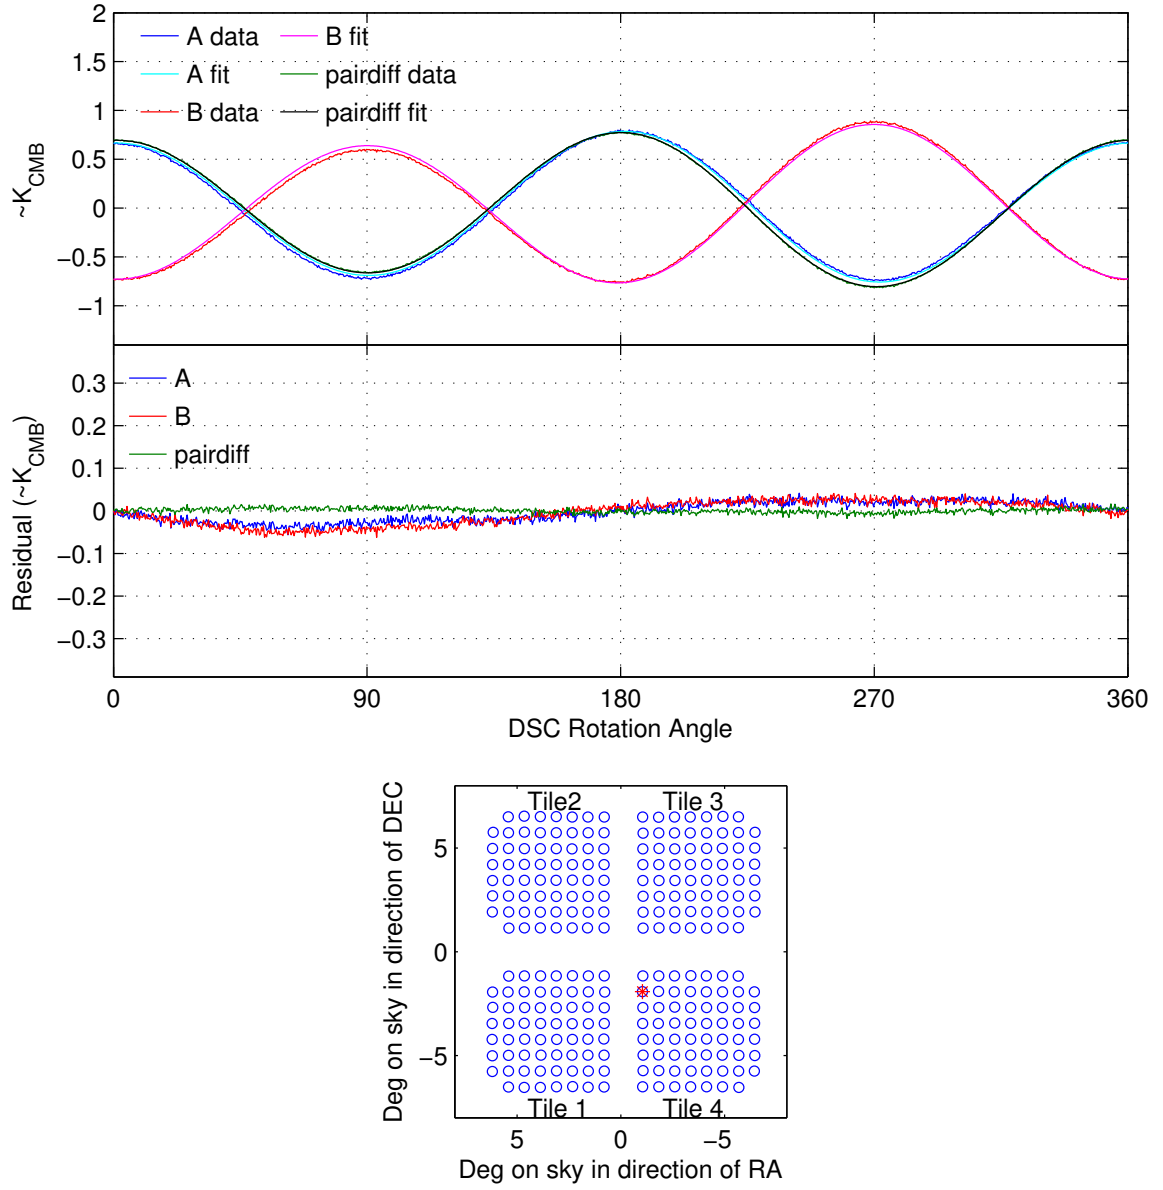 2
1.5
1
0.5
0
−0.5
−1
~K_CMB
A data
B fit
A fit
pairdiff data
B data
pairdiff fit
0.3
0.2
0.1
0
−0.1
−0.2
−0.3
Residual (~K_CMB)
A
B
pairdiff
0 90 180 270 360
DSC Rotation Angle
Tile2 Tile 3
5
0
−5
Deg on sky in direction of DEC
Tile 1 Tile 4
5 0 −5
Deg on sky in direction of RA